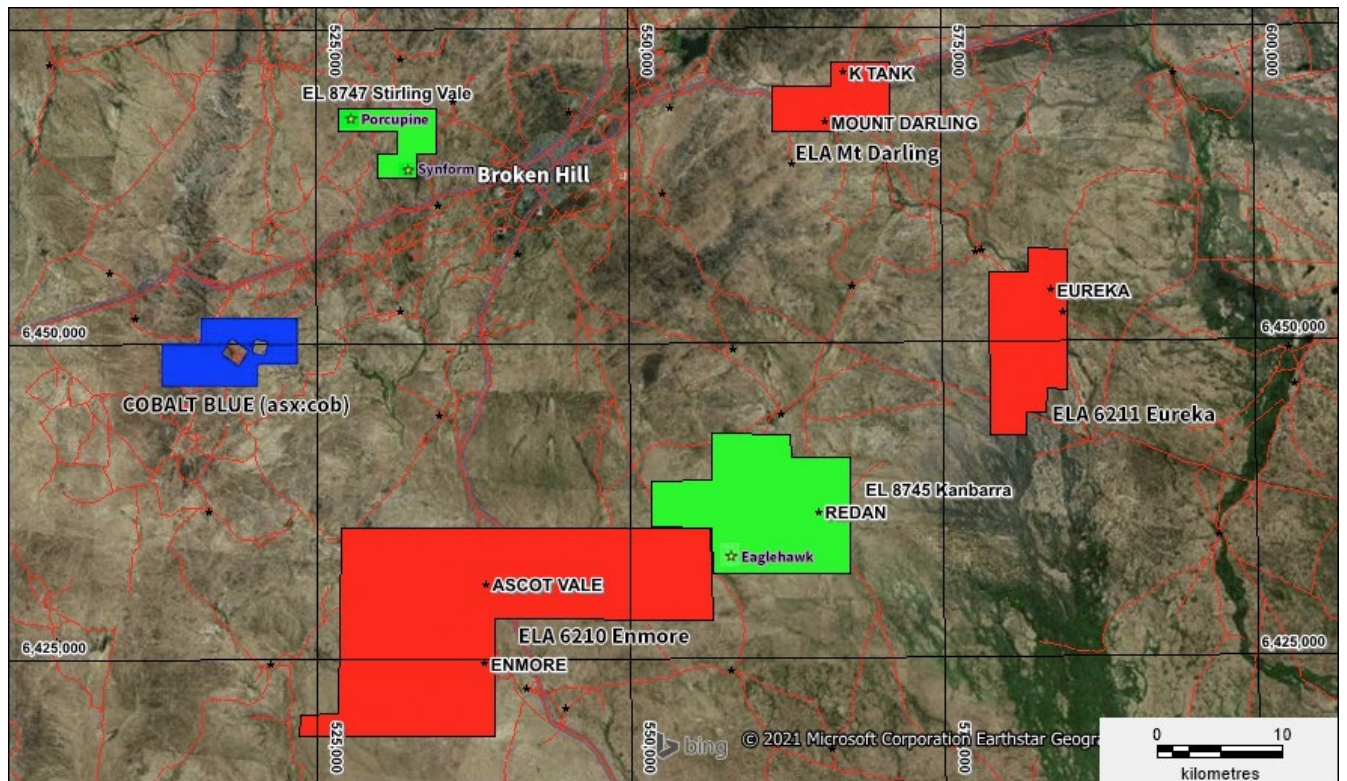 525,000
550,000
575,000
600,000
K TANK
EL 8747 Stirling Vale
Porcupine
MOUNT DARLING
ELA Mt Darling
Synform
Broken Hill
EUREKA
6,450,000
6,450,000
COBALT BLUE (asx:cob)
ELA 6211 Eureka
EL 8745 Kanbarra
REDAN
Eaglehawk
ASCOT VALE
ELA 6210 Enmore
6,425,000
6,425,000
ENMORE
525,000
550,000
bing
© 2021 Microsoft Corporation Earthstar Geogra
0 10
kilometres